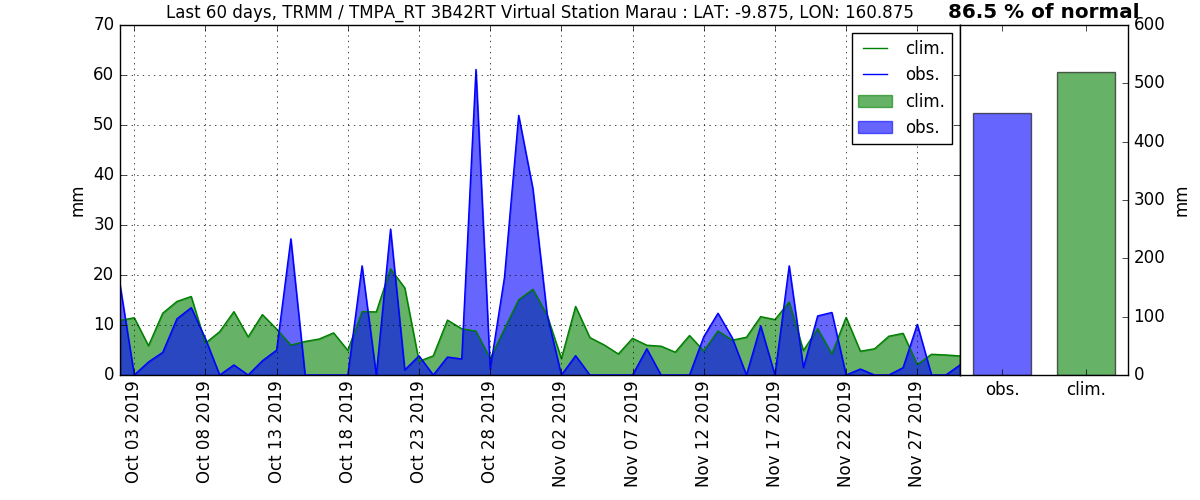 Last 60 days, TRMM / TMPA_RT 3B42RT Virtual Station Marau : LAT: -9.875, LON: 160.875
86.5 % of normal
70
60
50
40
30
20
10
0
mm
clim.
obs.
clim.
obs.
600
500
400
300
200
100
0
mm
obs.
clim.
Oct 03 2019
Oct 08 2019
Oct 13 2019
Oct 18 2019
Oct 23 2019
Oct 28 2019
Nov 02 2019
Nov 07 2019
Nov 12 2019
Nov 17 2019
Nov 22 2019
Nov 27 2019